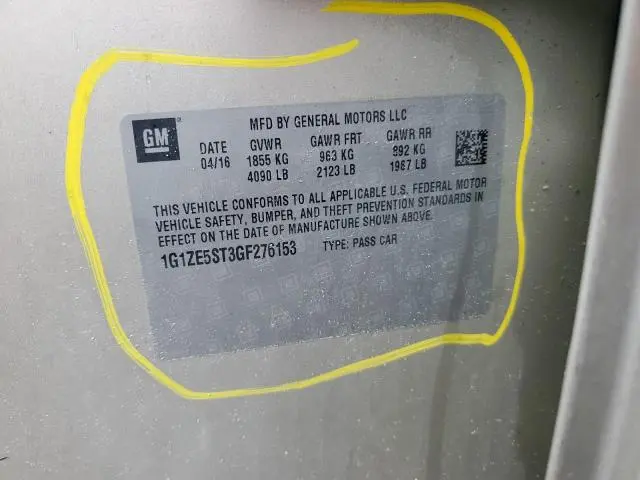 GM
MFD BY GENERAL MOTORS LLC
DATE GVWR GAWR FRT GAWR RR
04/16 1855 KG 963 KG 892 KG
4090 LB 2123 LB 1967 LB
THIS VEHICLE CONFORMS TO ALL APPLICABLE U.S. FEDERAL MOTOR
VEHICLE SAFETY, BUMPER, AND THEFT PREVENTION STANDARDS IN
EFFECT ON THE DATE OF MANUFACTURE SHOWN ABOVE.
1G1ZE5ST3GF276153 TYPE: PASS CAR